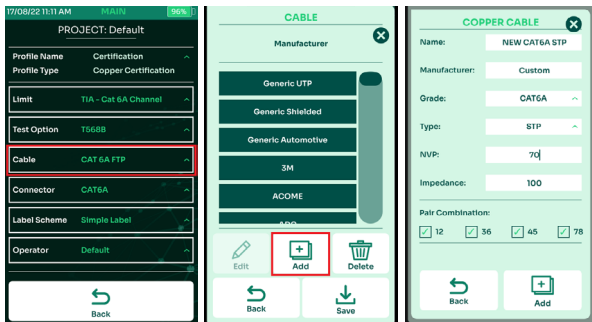 17/08/22 11:11 AM MAIN 96%
PROJECT: Default
Profile Name Certification
Profile Type Copper Certification
Limit TIA - Cat 6A Channel
Test Option T568B
Cable CAT 6A FTP
Connector CAT6A
Label Scheme Simple Label
Operator Default
Back
CABLE
Manufacturer
Generic UTP
Generic Shielded
Generic Automotive
3M
ACOME
Edit Add Delete
Back Save
COPPER CABLE
Name: NEW CAT6A STP
Manufacturer: Custom
Grade: CAT6A
Type: STP
NVP: 70
Impedance: 100
Pair Combination:
12 36 45 78
Back Add